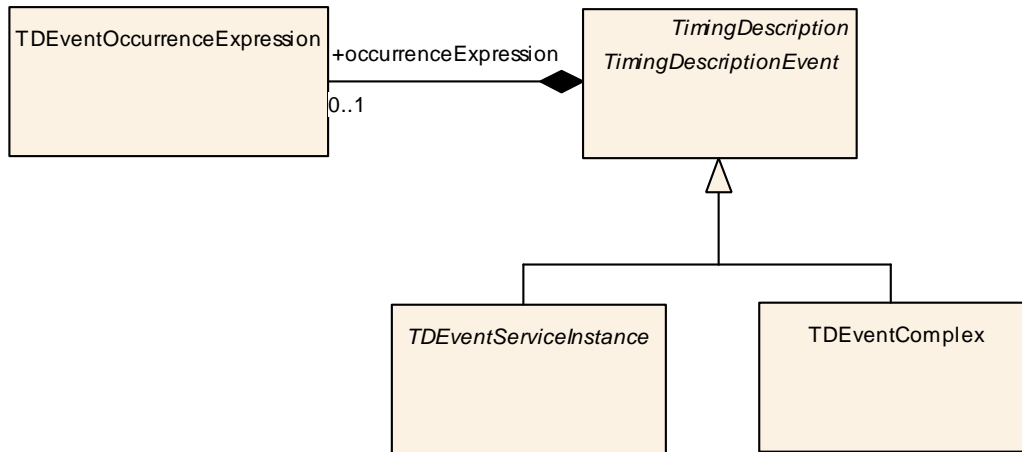 TimingDescription
TDEventOccurrenceExpression
+occurrenceExpression
TimingDescriptionEvent
0..1
TDEventServiceInstance
TDEventComplex